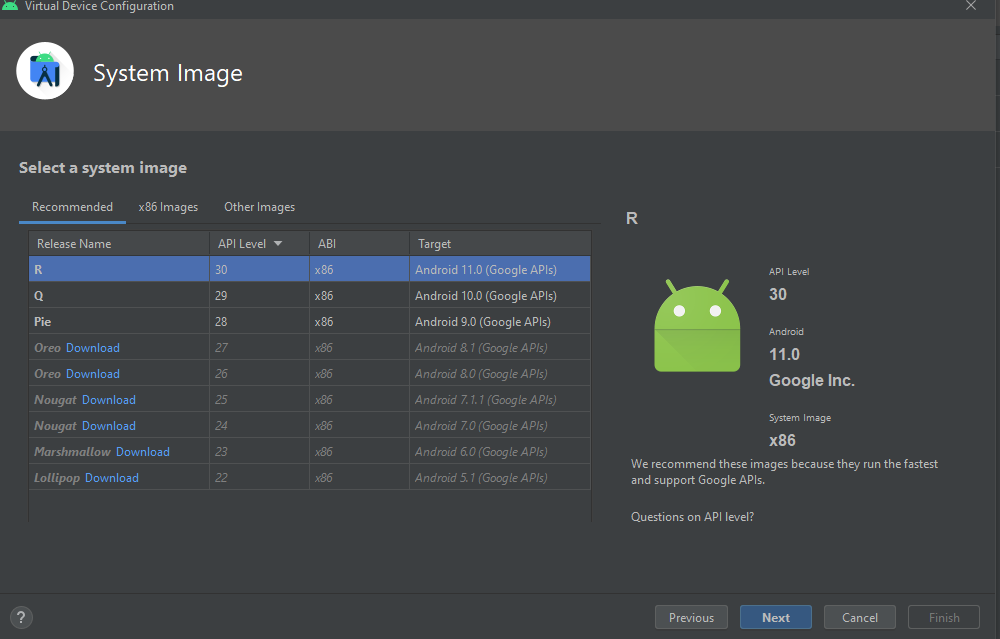 Virtual Device Configuration
System Image
Select a system image
Recommended x86 Images Other Images
Release Name API Level ABI Target
R 30 x86 Android 11.0 (Google APIs)
Q 29 x86 Android 10.0 (Google APIs)
Pie 28 x86 Android 9.0 (Google APIs)
Oreo Download 27 x86 Android 8.1 (Google APIs)
Oreo Download 26 x86 Android 8.0 (Google APIs)
Nougat Download 25 x86 Android 7.1.1 (Google APIs)
Nougat Download 24 x86 Android 7.0 (Google APIs)
Marshmallow Download 23 x86 Android 6.0 (Google APIs)
Lollipop Download 22 x86 Android 5.1 (Google APIs)
R
API Level
30
Android
11.0
Google Inc.
System Image
x86
We recommend these images because they run the fastest
and support Google APIs.
Questions on API level?
? Previous Next Cancel Finish